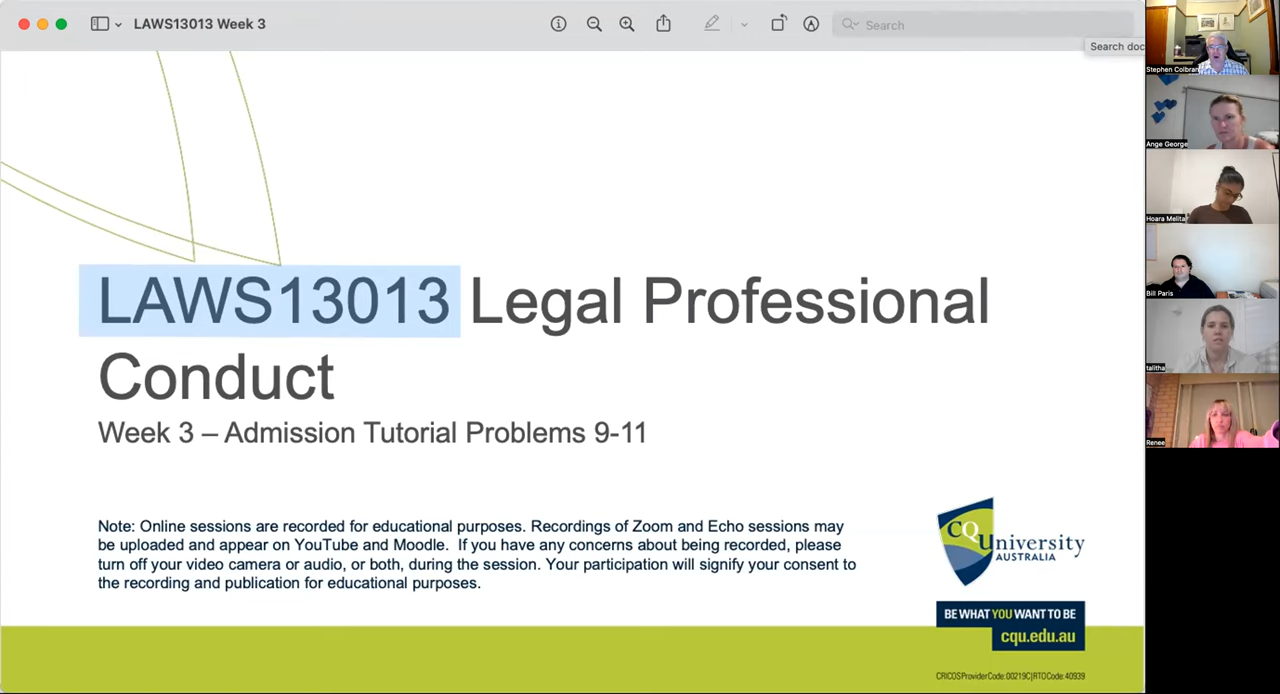 LAWS13013 Week 3
Search
Search doc
LAWS13013 Legal Professional
Conduct
Week 3 – Admission Tutorial Problems 9-11
Note: Online sessions are recorded for educational purposes. Recordings of Zoom and Echo sessions may
be uploaded and appear on YouTube and Moodle. If you have any concerns about being recorded, please
turn off your video camera or audio, or both, during the session. Your participation will signify your consent to
the recording and publication for educational purposes.
CQUniversity
AUSTRALIA
BE WHAT YOU WANT TO BE
cqu.edu.au
CRICOS Provider Code: 00219C | RTO Code: 40939
Stephen Colbran
Ange George
Hoara Melita
Bill Paris
talitha
Renee